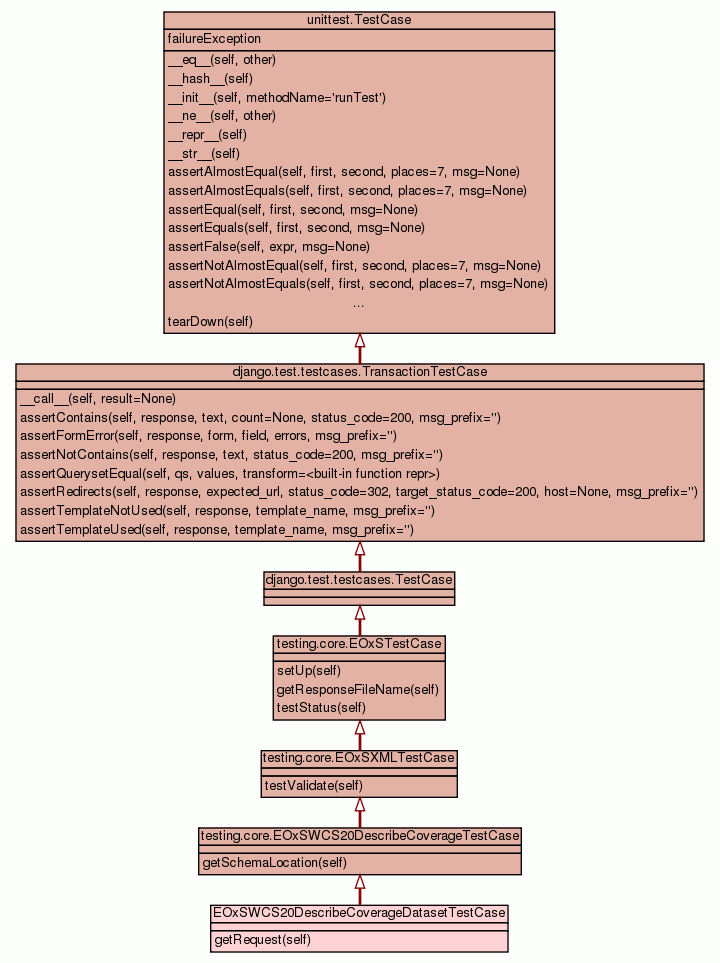 unittest.TestCase
failureException
__eq__(self, other)
__hash__(self)
__init__(self, methodName='runTest')
__ne__(self, other)
__repr__(self)
__str__(self)
assertAlmostEqual(self, first, second, places=7, msg=None)
assertAlmostEquals(self, first, second, places=7, msg=None)
assertEqual(self, first, second, msg=None)
assertEquals(self, first, second, msg=None)
assertFalse(self, expr, msg=None)
assertNotAlmostEqual(self, first, second, places=7, msg=None)
assertNotAlmostEquals(self, first, second, places=7, msg=None)
...
tearDown(self)
django.test.testcases.TransactionTestCase
__call__(self, result=None)
assertContains(self, response, text, count=None, status_code=200, msg_prefix='')
assertFormError(self, response, form, field, errors, msg_prefix='')
assertNotContains(self, response, text, status_code=200, msg_prefix='')
assertQuerysetEqual(self, qs, values, transform=<built-in function repr>)
assertRedirects(self, response, expected_url, status_code=302, target_status_code=200, host=None, msg_prefix='')
assertTemplateNotUsed(self, response, template_name, msg_prefix='')
assertTemplateUsed(self, response, template_name, msg_prefix='')
django.test.testcases.TestCase
testing.core.EOxSTestCase
setUp(self)
getResponseFileName(self)
testStatus(self)
testing.core.EOxSXMLTestCase
testValidate(self)
testing.core.EOxSWCS20DescribeCoverageTestCase
getSchemaLocation(self)
EOxSWCS20DescribeCoverageDatasetTestCase
getRequest(self)